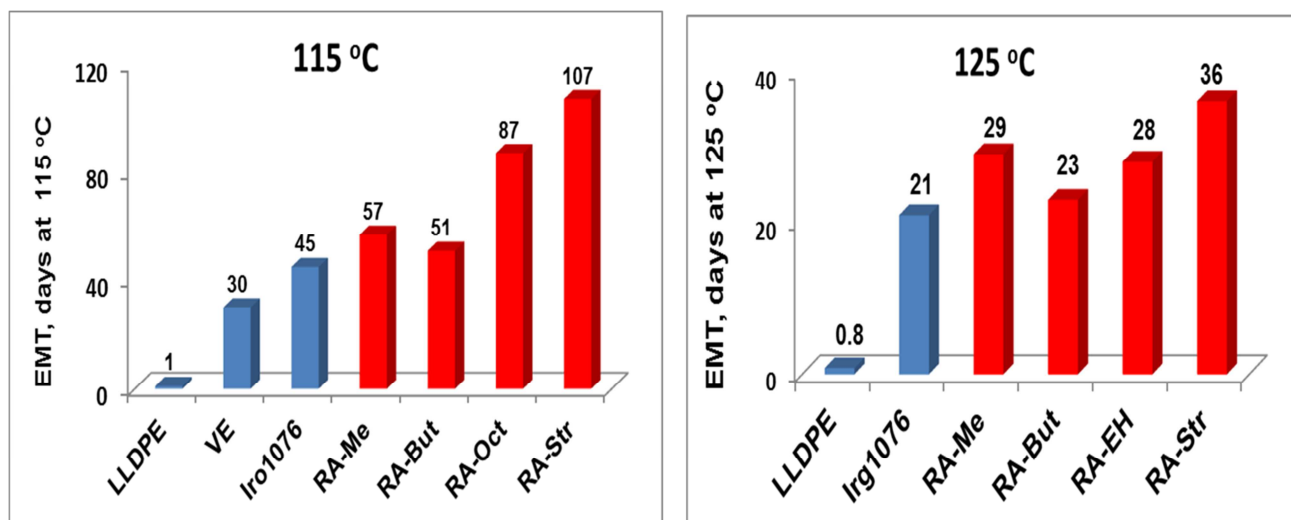 115 °C
EMT, days at 115 °C
120
80
40
0
1
30
45
57
51
87
107
LLDPE
VE
Iro1076
RA-Me
RA-But
RA-Oct
RA-Str
125 °C
EMT, days at 125 °C
40
20
0
0.8
21
29
23
28
36
LLDPE
Irg1076
RA-Me
RA-But
RA-EH
RA-Str